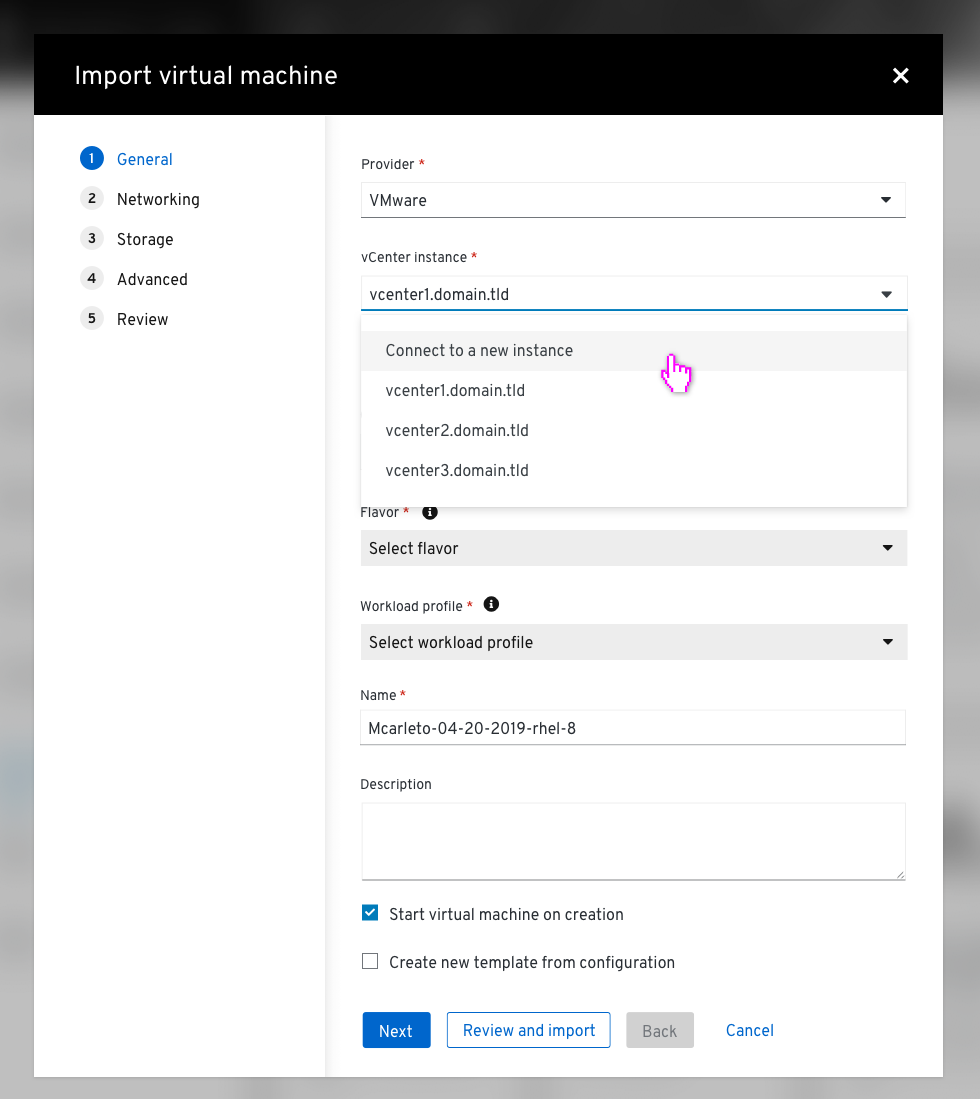 Import virtual machine
1 General
2 Networking
3 Storage
4 Advanced
5 Review
Provider *
VMware
vCenter instance *
vcenter1.domain.tld
Connect to a new instance
vcenter1.domain.tld
vcenter2.domain.tld
vcenter3.domain.tld
Flavor *
Select flavor
Workload profile *
Select workload profile
Name *
Mcarleto-04-20-2019-rhel-8
Description
Start virtual machine on creation
Create new template from configuration
Next Review and import Back Cancel